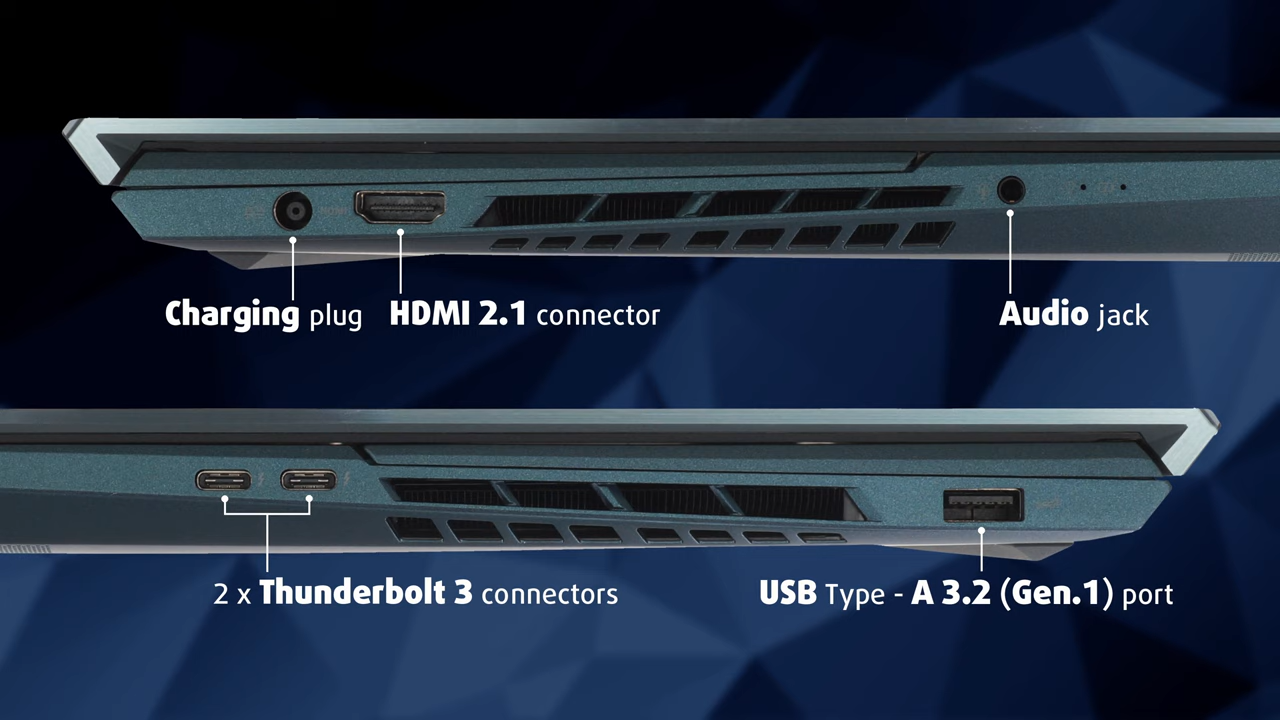 Charging plug
HDMI 2.1 connector
Audio jack
2 x Thunderbolt 3 connectors
USB Type - A 3.2 (Gen.1) port